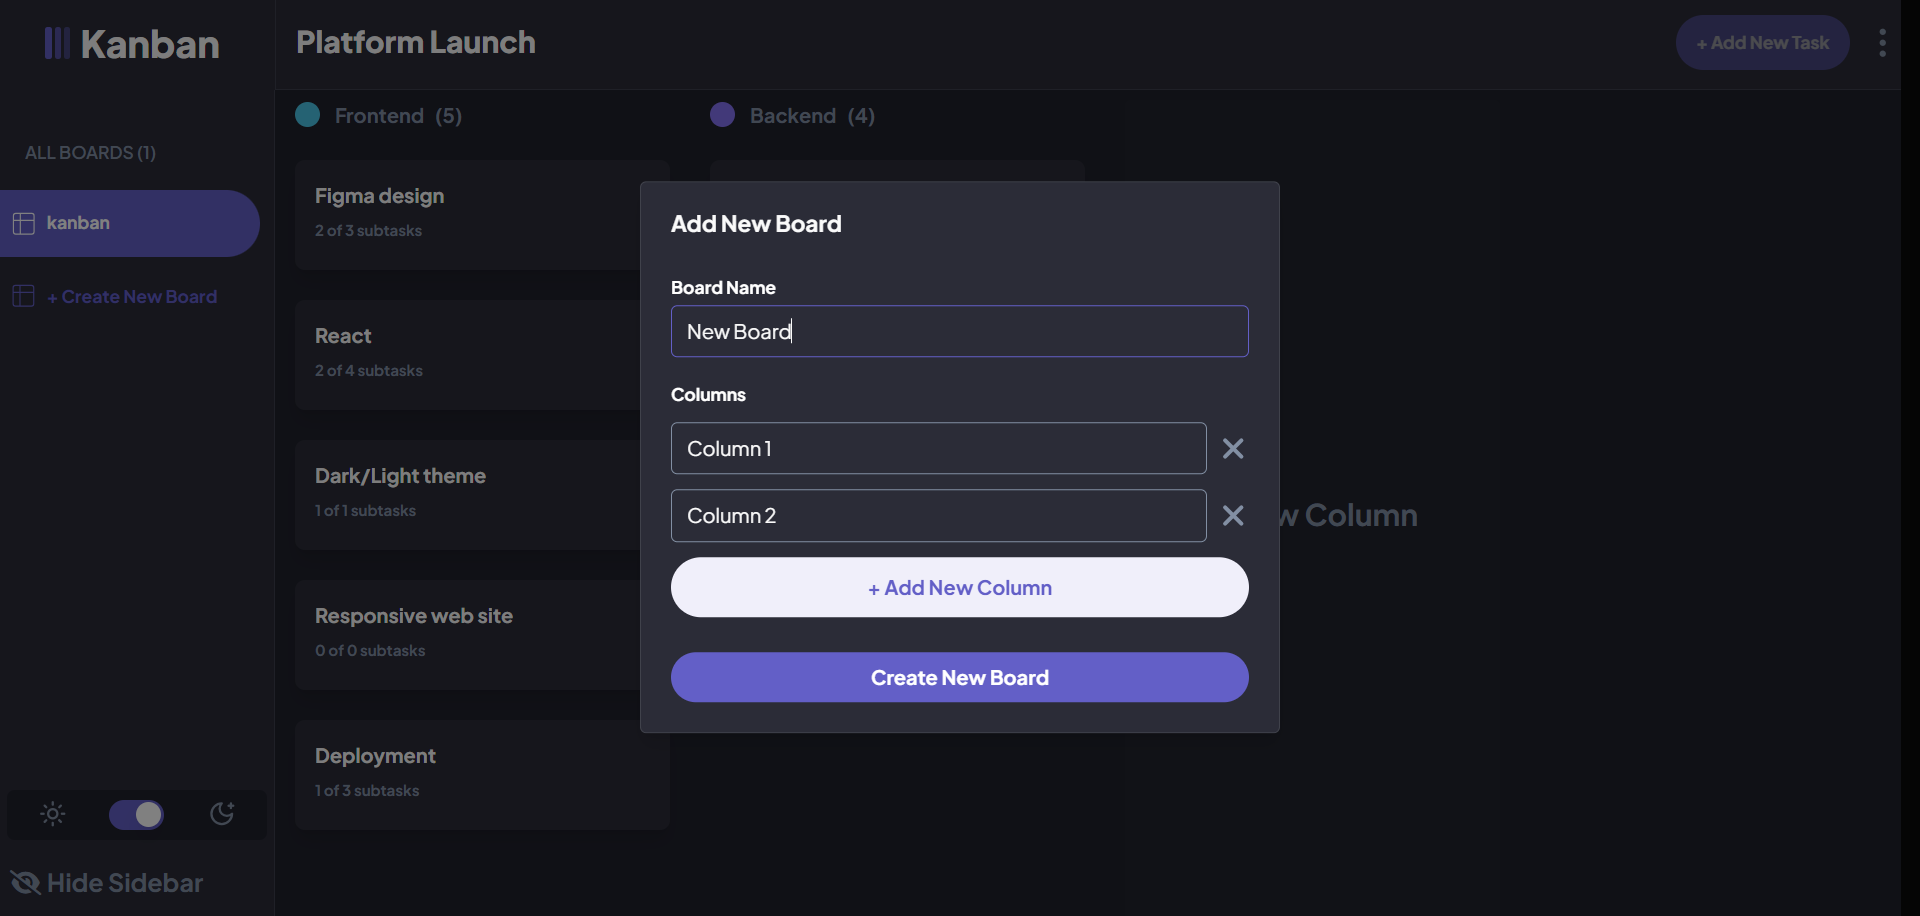 Kanban
Platform Launch
+ Add New Task
ALL BOARDS (1)
kanban
+ Create New Board
Frontend (5)
Figma design
2 of 3 subtasks
React
2 of 4 subtasks
Dark/Light theme
1 of 1 subtasks
Responsive web site
0 of 0 subtasks
Deployment
1 of 3 subtasks
Backend (4)
Add New Board
Board Name
New Board
Columns
Column 1
Column 2
+ Add New Column
Create New Board
w Column
Hide Sidebar